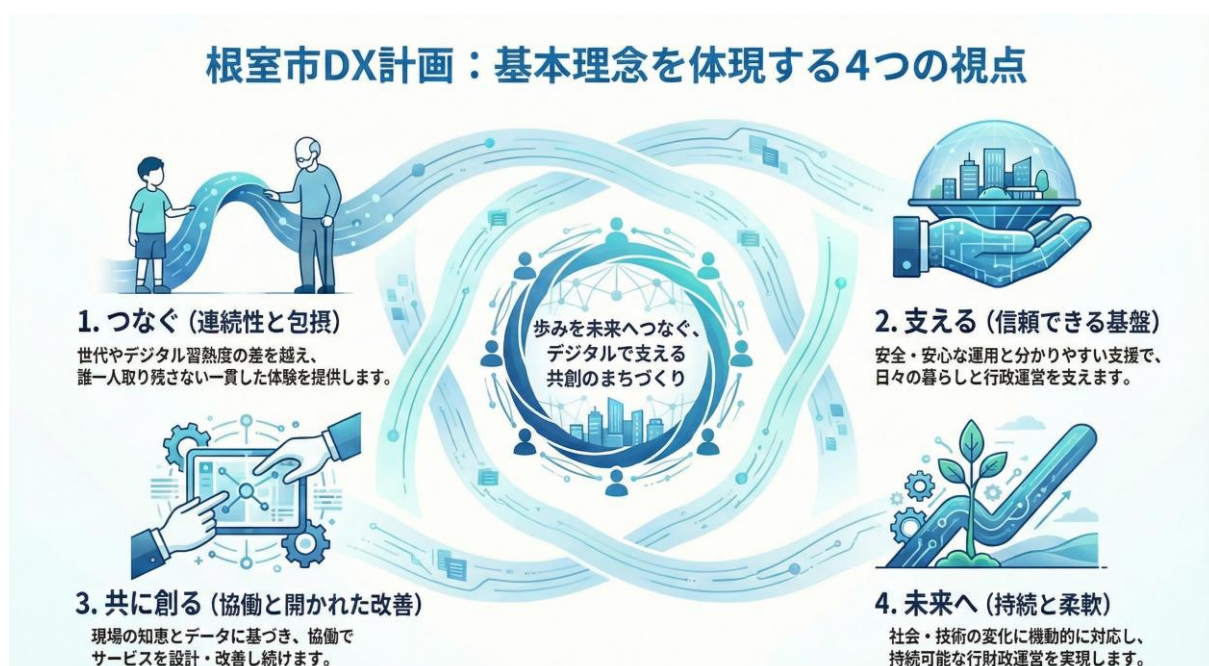 根室市DX計画：基本理念を体現する4つの視点
1. つなぐ（連続性と包摂）
世代やデジタル習熟度の差を越え、
誰一人取り残さない一貫した体験を提供します。
2. 支える（信頼できる基盤）
安全・安心な運用と分かりやすい支援で、
日々の暮らしと行政運営を支えます。
歩みを未来へつなぐ、
デジタルで支える
共創のまちづくり
3. 共に創る（協働と開かれた改善）
現場の知恵とデータに基づき、協働で
サービスを設計・改善し続けます。
4. 未来へ（持続と柔軟）
社会・技術の変化に機動的に対応し、
持続可能な行財政運営を実現します。